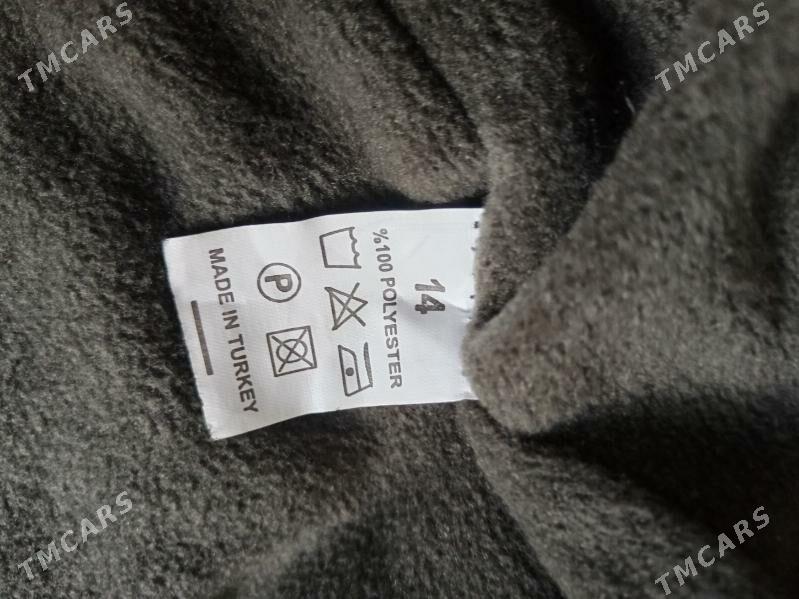 14
%100 POLYESTER
P
MADE IN TURKEY
TMCARS
TMCARS
TMCARS
TMCARS